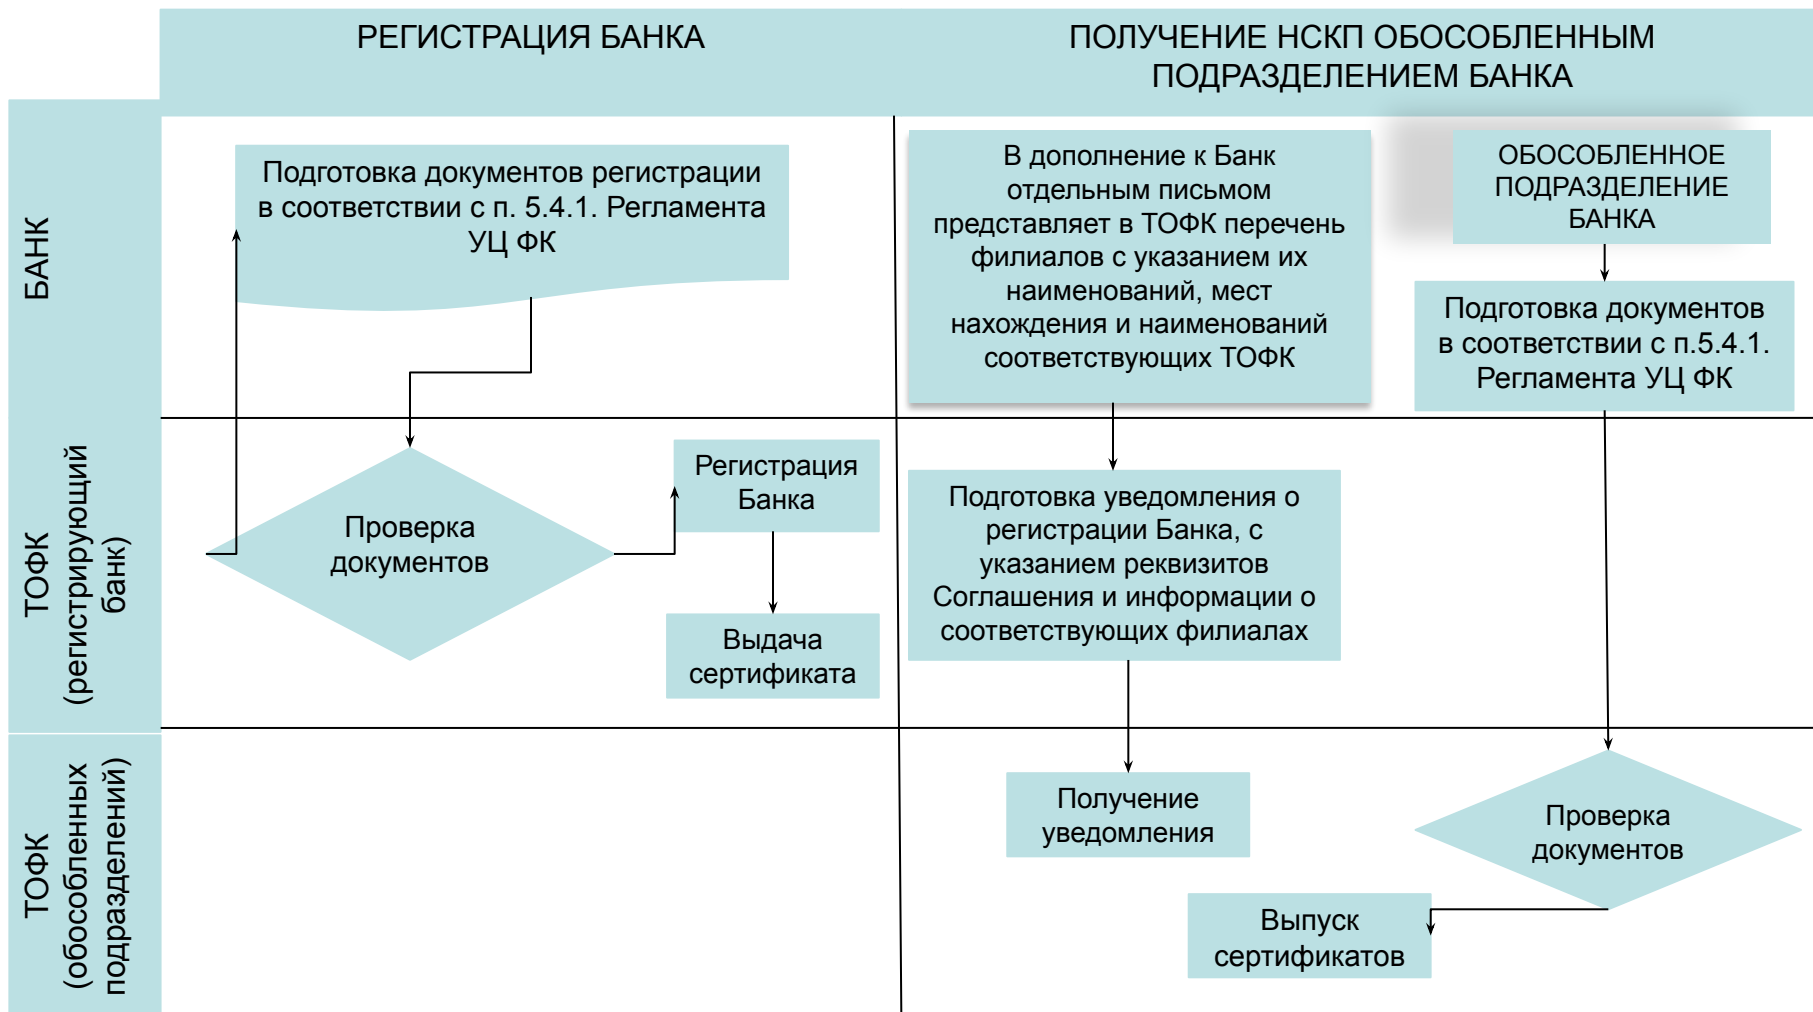 РЕГИСТРАЦИЯ БАНКА
ПОЛУЧЕНИЕ НСКП ОБОСОБЛЕННЫМ
ПОДРАЗДЕЛЕНИЕМ БАНКА
БАНК
Подготовка документов регистрации
в соответствии с п. 5.4.1. Регламента
УЦ ФК
В дополнение к Банк
отдельным письмом
представляет в ТОФК перечень
филиалов с указанием их
наименований, мест
нахождения и наименований
соответствующих ТОФК
ОБОСОБЛЕННОЕ
ПОДРАЗДЕЛЕНИЕ
БАНКА
Подготовка документов
в соответствии с п.5.4.1.
Регламента УЦ ФК
ТОФК
(регистрирующий
банк)
Проверка
документов
Регистрация
Банка
Выдача
сертификата
Подготовка уведомления о
регистрации Банка, с
указанием реквизитов
Соглашения и информации о
соответствующих филиалах
ТОФК
(обособленных
подразделений)
Получение
уведомления
Проверка
документов
Выпуск
сертификатов